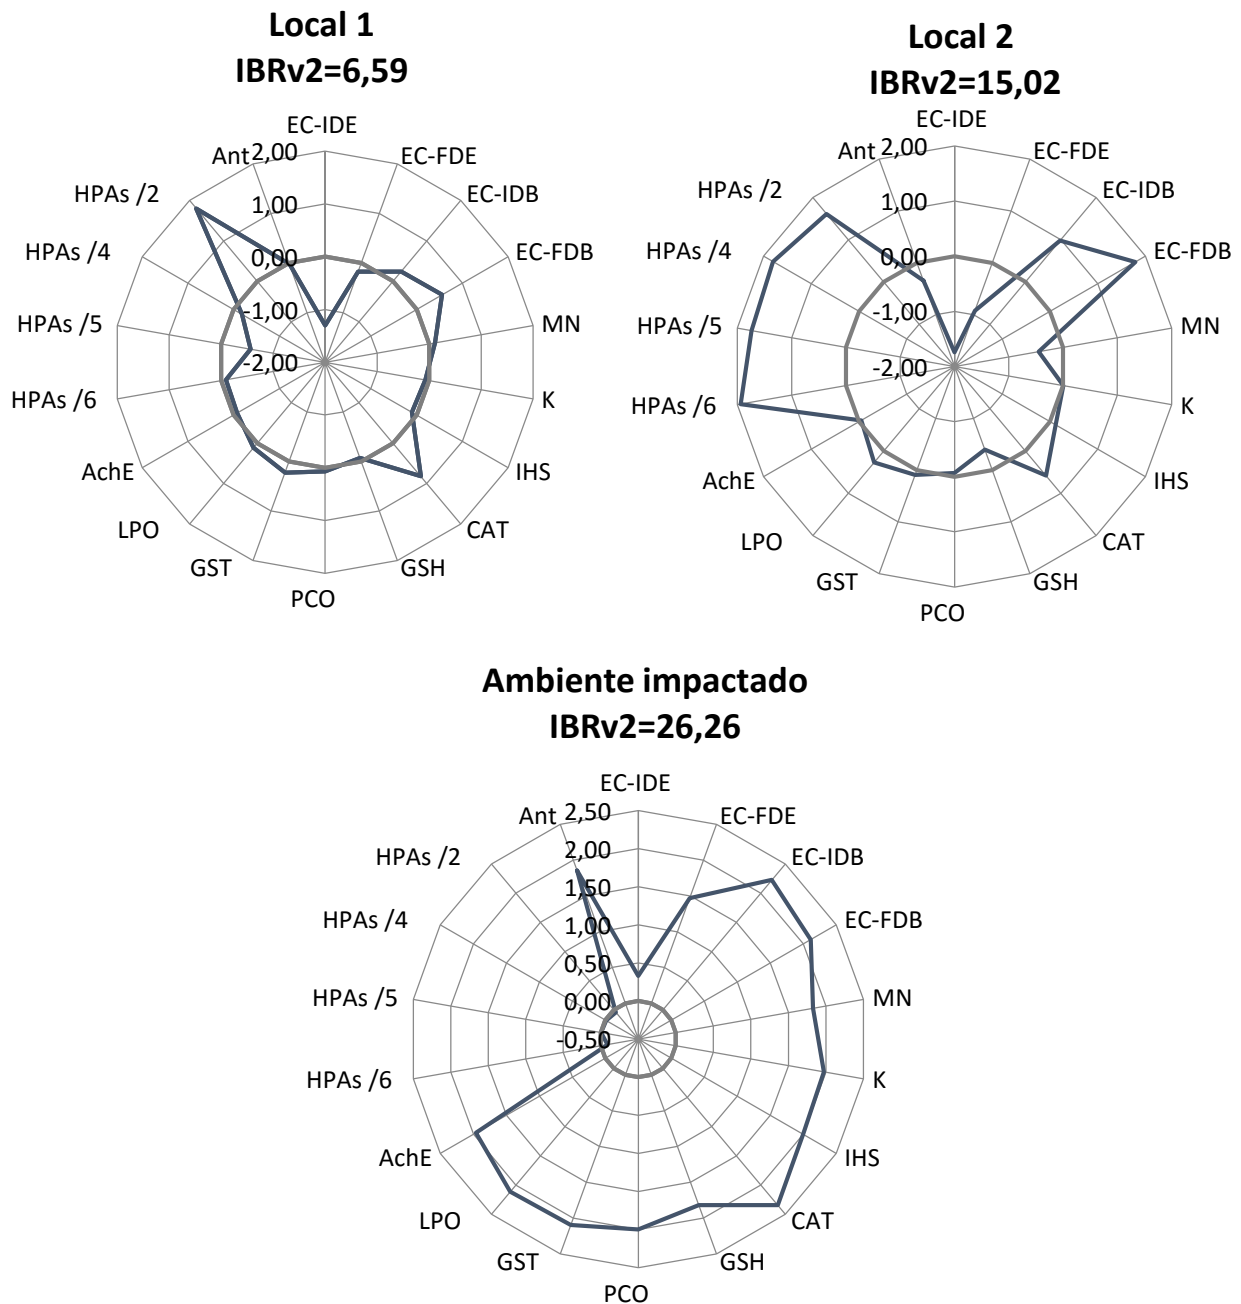 Local 1
IBRv2=6,59
EC-IDE
EC-FDE
EC-IDB
EC-FDB
MN
K
IHS
CAT
GSH
PCO
GST
LPO
AchE
HPAs /6
HPAs /5
HPAs /4
HPAs /2
Ant
2,00
1,00
0,00
-1,00
-2,00
Local 2
IBRv2=15,02
EC-IDE
EC-FDE
EC-IDB
EC-FDB
MN
K
IHS
CAT
GSH
PCO
GST
LPO
AchE
HPAs /6
HPAs /5
HPAs /4
HPAs /2
Ant
2,00
1,00
0,00
-1,00
-2,00
Ambiente impactado
IBRv2=26,26
EC-IDE
EC-FDE
EC-IDB
EC-FDB
MN
K
IHS
CAT
GSH
PCO
GST
LPO
AchE
HPAs /6
HPAs /5
HPAs /4
HPAs /2
Ant
2,50
2,00
1,50
1,00
0,50
0,00
-0,50